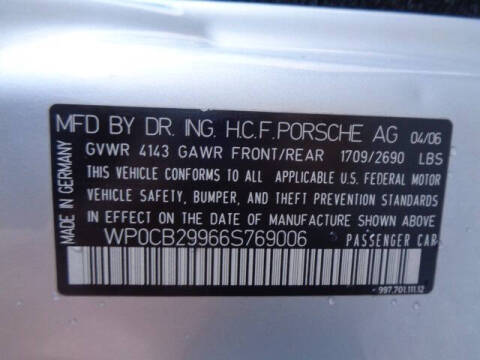 MFD BY DR. ING. H.C.F. PORSCHE AG 04/06
GVWR 4143 GAWR FRONT/REAR 1709/2690 LBS
THIS VEHICLE CONFORMS TO ALL APPLICABLE U.S. FEDERAL MOTOR
VEHICLE SAFETY, BUMPER, AND THEFT PREVENTION STANDARDS
IN EFFECT ON THE DATE OF MANUFACTURE SHOWN ABOVE
WP0CB29966S769006 PASSENGER CAR
997.701.111.12
MADE IN GERMANY